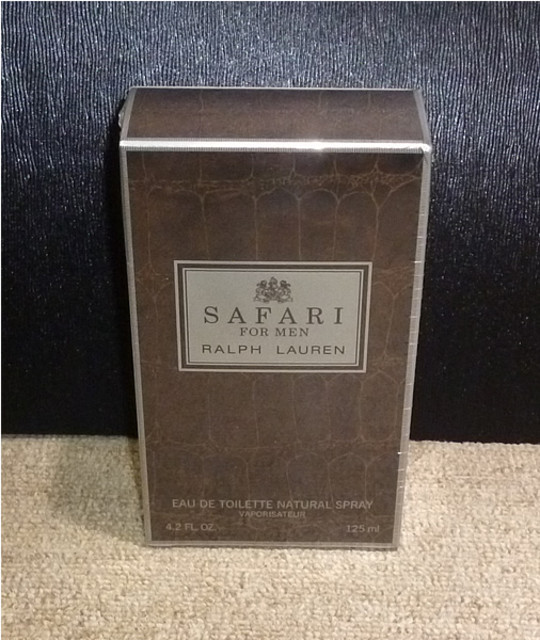 SAFARI
FOR MEN
RALPH LAUREN
EAU DE TOILETTE NATURAL SPRAY
VAPORISATEUR
4.2 FL. OZ. 125 ml